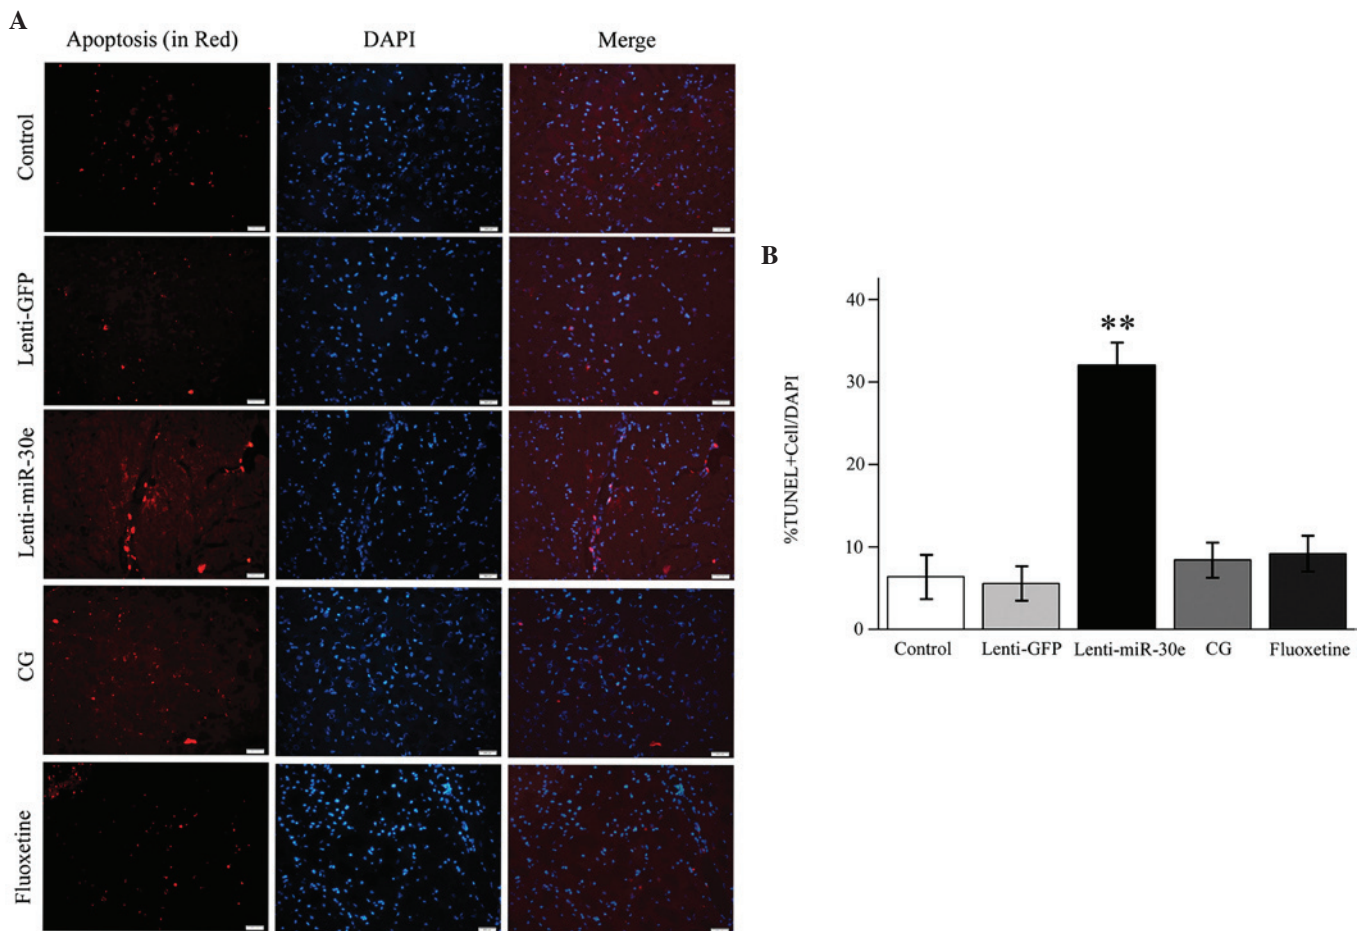 A
Apoptosis (in Red) DAPI Merge
Control
Lenti-GFP
Lenti-miR-30e
CG
Fluoxetine
B
%TUNEL+Cell/DAPI
40
30
20
10
0
**
Control Lenti-GFP Lenti-miR-30e CG Fluoxetine